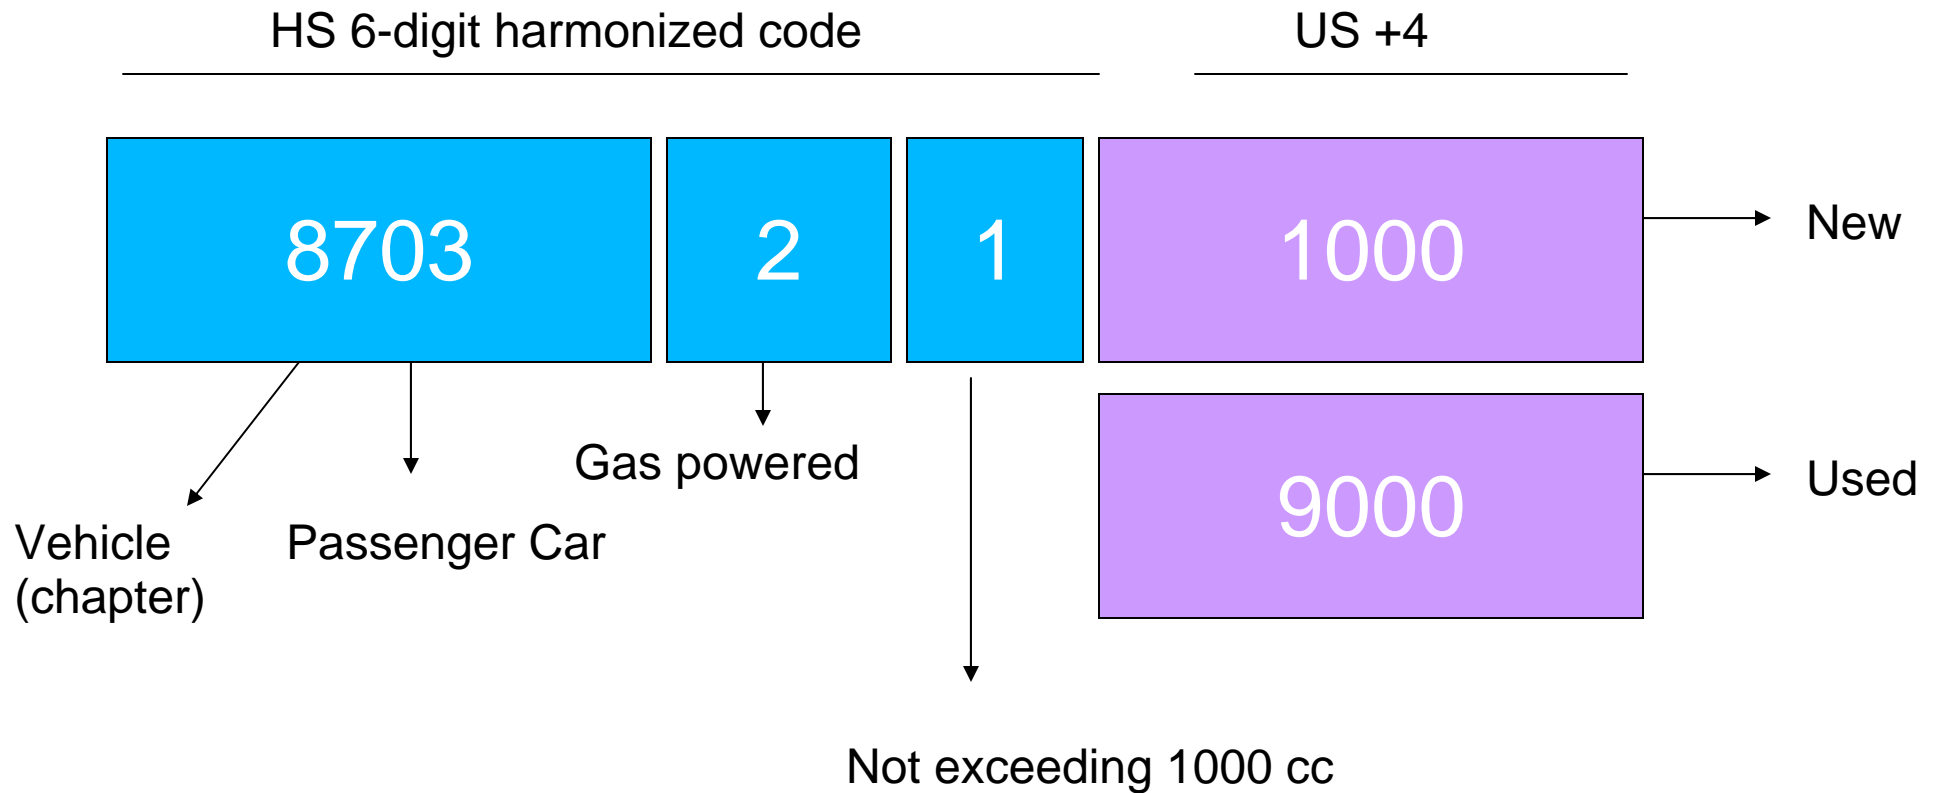 HS 6-digit harmonized code
US +4
8703
2
1
1000
New
9000
Used
Gas powered
Vehicle
(chapter)
Passenger Car
Not exceeding 1000 cc